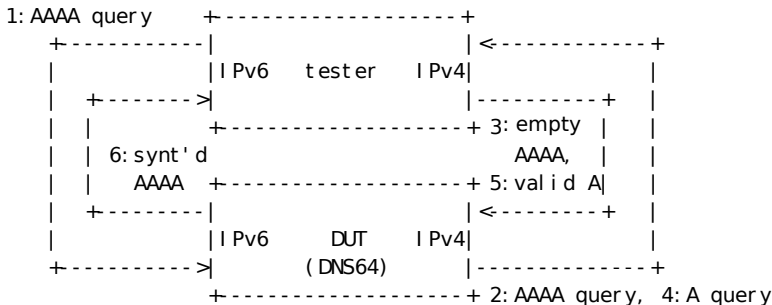 1: AAAA query
IPv6 tester IPv4
3: empty
6: synt'd AAAA,
AAAA 5: valid A
IPv6 DUT IPv4
(DNS64)
2: AAAA query, 4: A query